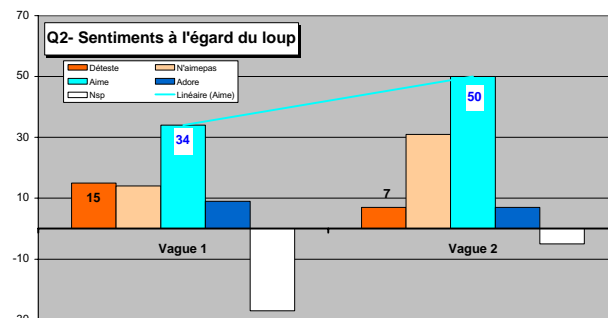 70
Q2- Sentiments à l'égard du loup
Déteste
N'aimepas
Aime
Adore
Nsp
Linéaire (Aime)
50
50
34
30
15
10
7
Vague 1
Vague 2
-10